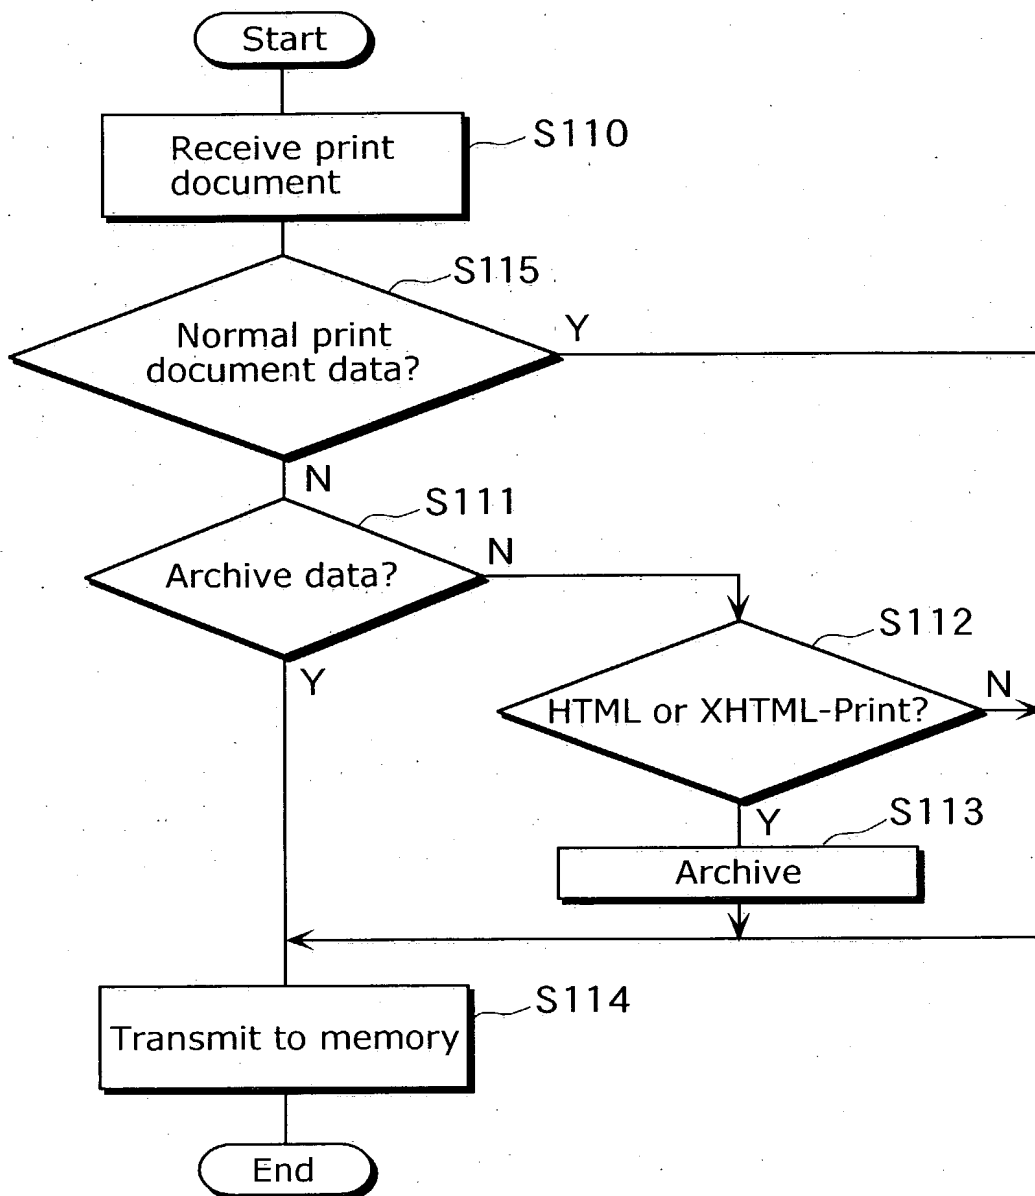 Start
Receive print
document
S110
S115
Normal print
document data?
Y
N
S111
Archive data?
N
Y
S112
HTML or XHTML-Print?
N
Y
S113
Archive
S114
Transmit to memory
End